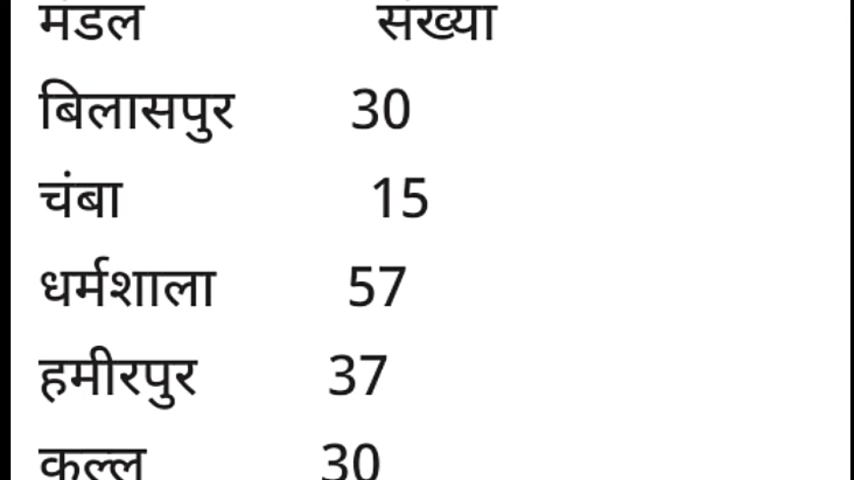 मंडल संख्या
बिलासपुर 30
चंबा 15
धर्मशाला 57
हमीरपुर 37
कुल्लू 30